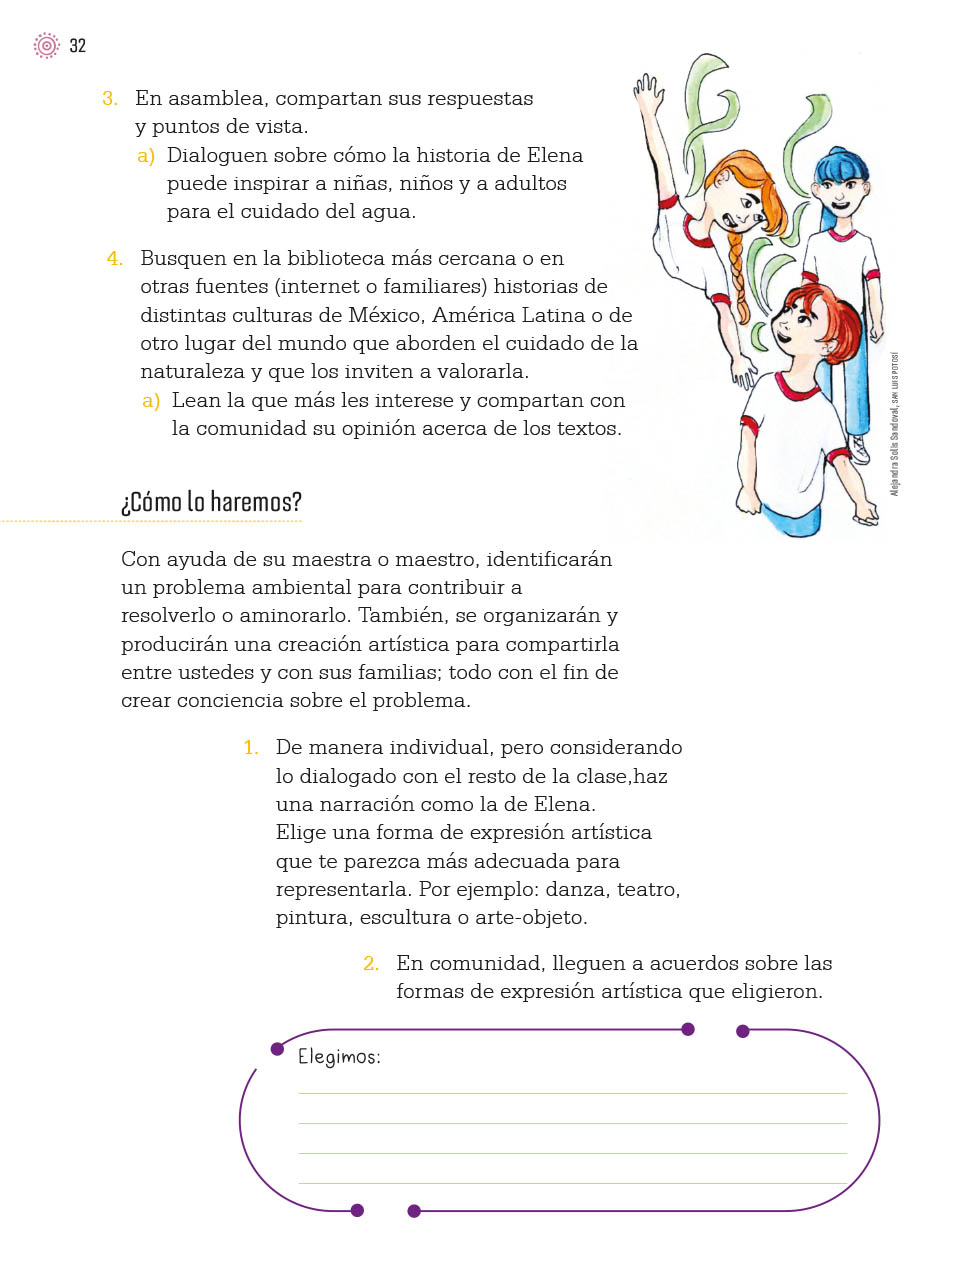 32
3. En asamblea, compartan sus respuestas
y puntos de vista.
a) Dialoguen sobre cómo la historia de Elena
puede inspirar a niñas, niños y a adultos
para el cuidado del agua.
4. Busquen en la biblioteca más cercana o en
otras fuentes (internet o familiares) historias de
distintas culturas de México, América Latina o de
otro lugar del mundo que aborden el cuidado de la
naturaleza y que los inviten a valorarla.
a) Lean la que más les interese y compartan con
la comunidad su opinión acerca de los textos.
Alejandra Solís Sandoval, SAN LUIS POTOSÍ
¿Cómo lo haremos?
Con ayuda de su maestra o maestro, identificarán
un problema ambiental para contribuir a
resolverlo o aminorarlo. También, se organizarán y
producirán una creación artística para compartirla
entre ustedes y con sus familias; todo con el fin de
crear conciencia sobre el problema.
1. De manera individual, pero considerando
lo dialogado con el resto de la clase,haz
una narración como la de Elena.
Elige una forma de expresión artística
que te parezca más adecuada para
representarla. Por ejemplo: danza, teatro,
pintura, escultura o arte-objeto.
2. En comunidad, lleguen a acuerdos sobre las
formas de expresión artística que eligieron.
Elegimos: